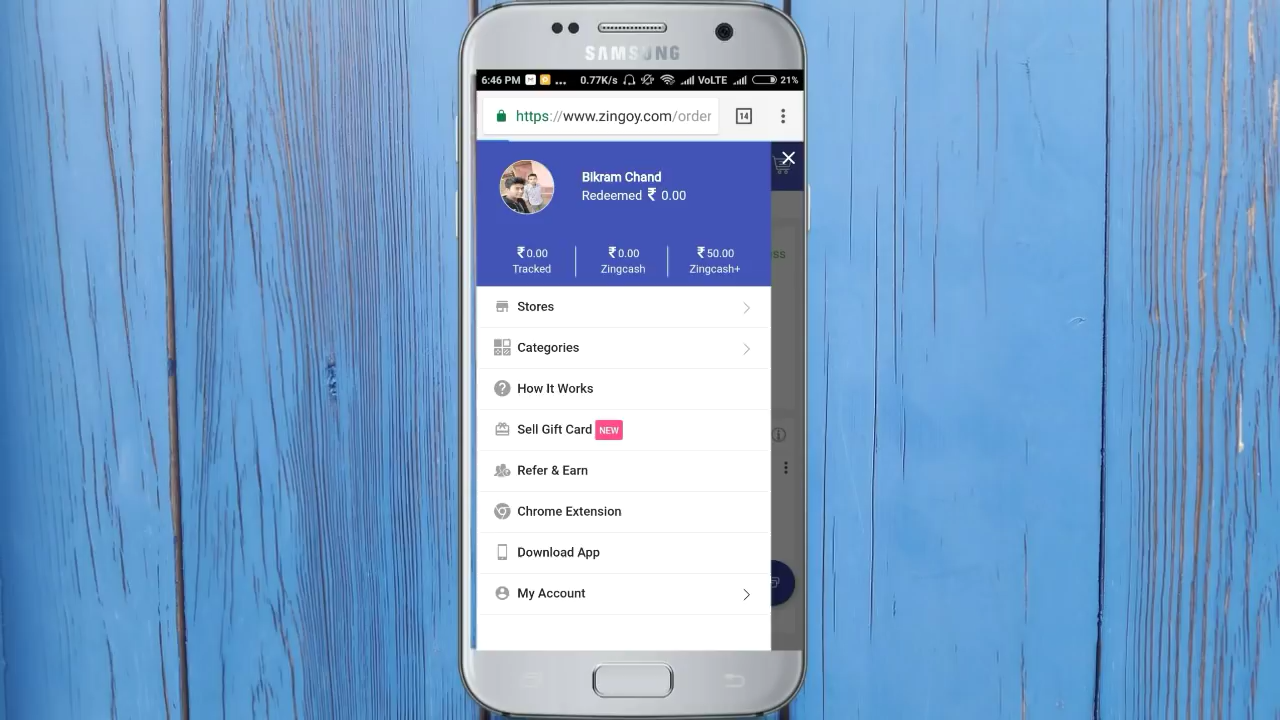 SAMSUNG
6:46 PM ... 0.77K/s VoLTE 21%
https://www.zingoy.com/order
14
Bikram Chand
Redeemed ₹ 0.00
₹0.00 ₹0.00 ₹50.00
Tracked Zingcash Zingcash+
ss
Stores
Categories
How It Works
Sell Gift Card NEW
Refer & Earn
Chrome Extension
Download App
My Account